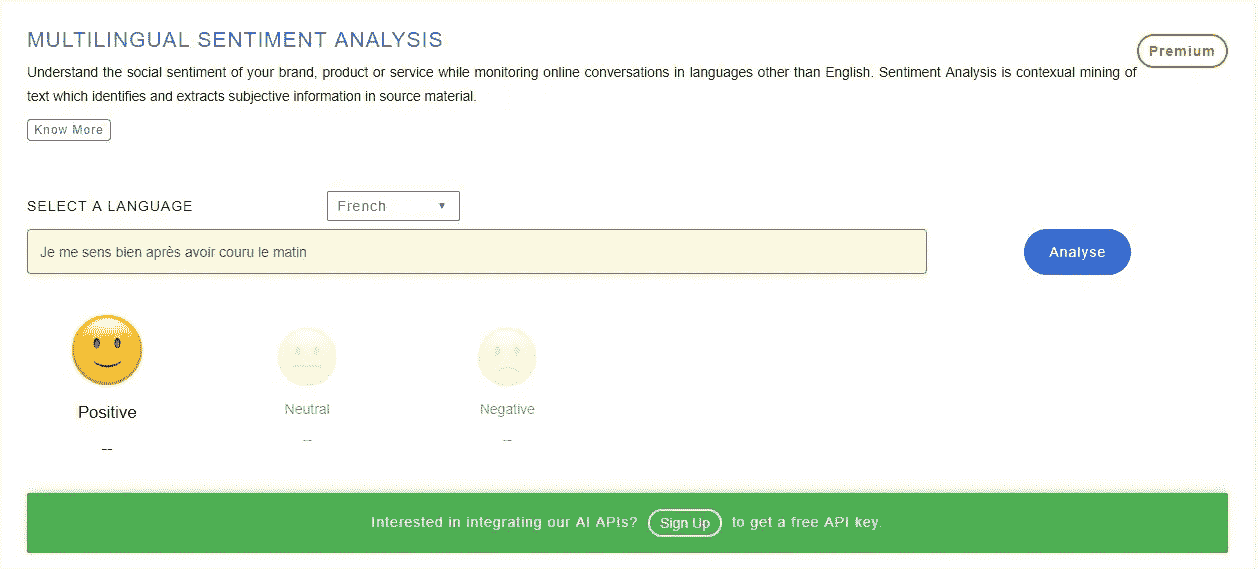 MULTILINGUAL SENTIMENT ANALYSIS
Premium
Understand the social sentiment of your brand, product or service while monitoring online conversations in languages other than English. Sentiment Analysis is contexual mining of
text which identifies and extracts subjective information in source material.
Know More
SELECT A LANGUAGE
French
Je me sens bien après avoir couru le matin
Analyse
Positive
Neutral
Negative
--
--
--
Interested in integrating our AI APIs? Sign Up to get a free API key.